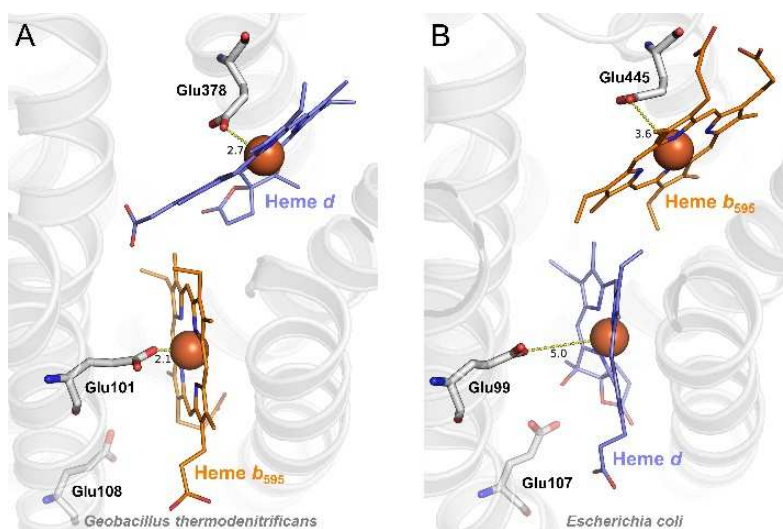 A
Glu378
2.7
Heme d
2.1
Glu101
Glu108
Heme b595
Geobacillus thermodenitrificans
B
Glu445
3.6
Heme b595
5.0
Glu99
Glu107
Heme d
Escherichia coli